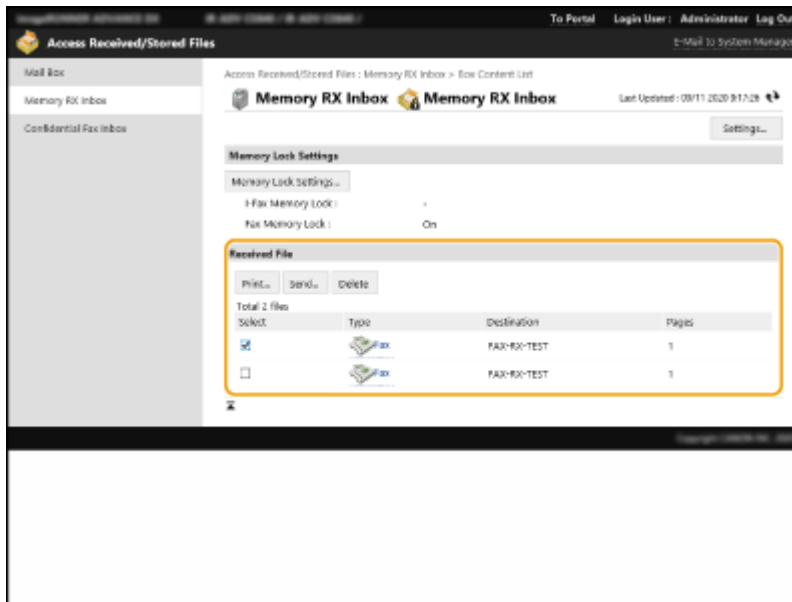 To Portal Login User : Administrator Log Ou
Access Received/Stored Files
E-Mail to System Manager
Mail Box
Memory RX Inbox
Confidential Fax Inbox
Access Received/Stored Files : Memory RX Inbox > Box Content List
Memory RX Inbox Memory RX Inbox
Last Updated : 09/11 2020 9:17:28
Settings...
Memory Lock Settings
Memory Lock Settings...
I-Fax Memory Lock : -
Fax Memory Lock : On
Received File
Print... Send... Delete
Total 2 files
Select Type Destination Pages
Fax FAX-RX-TEST 1
Fax FAX-RX-TEST 1